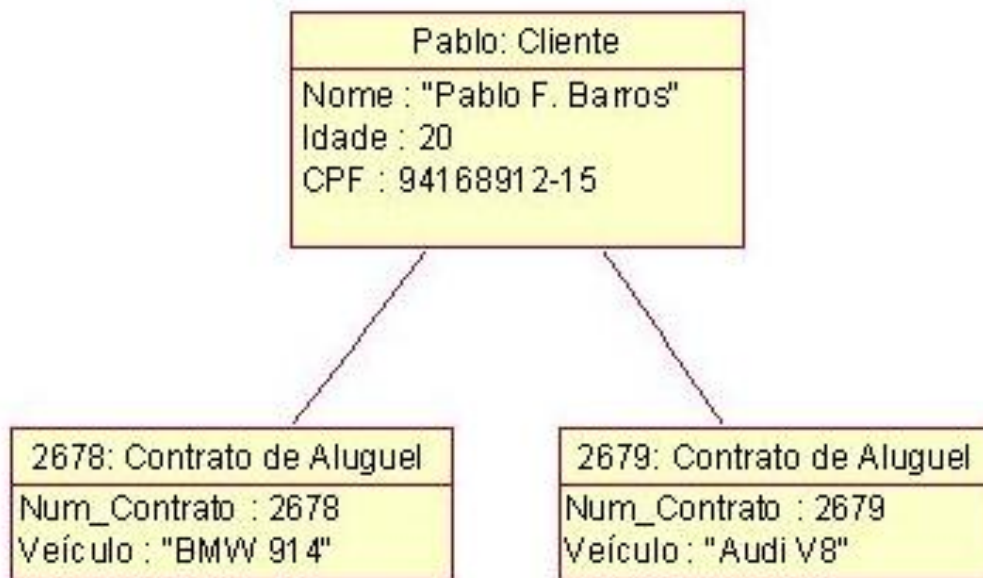 Pablo: Cliente
Nome : "Pablo F. Barros"
Idade : 20
CPF : 94168912-15
2678: Contrato de Aluguel
Num_Contrato : 2678
Veículo : "BMW 914"
2679: Contrato de Aluguel
Num_Contrato : 2679
Veículo : "Audi V8"